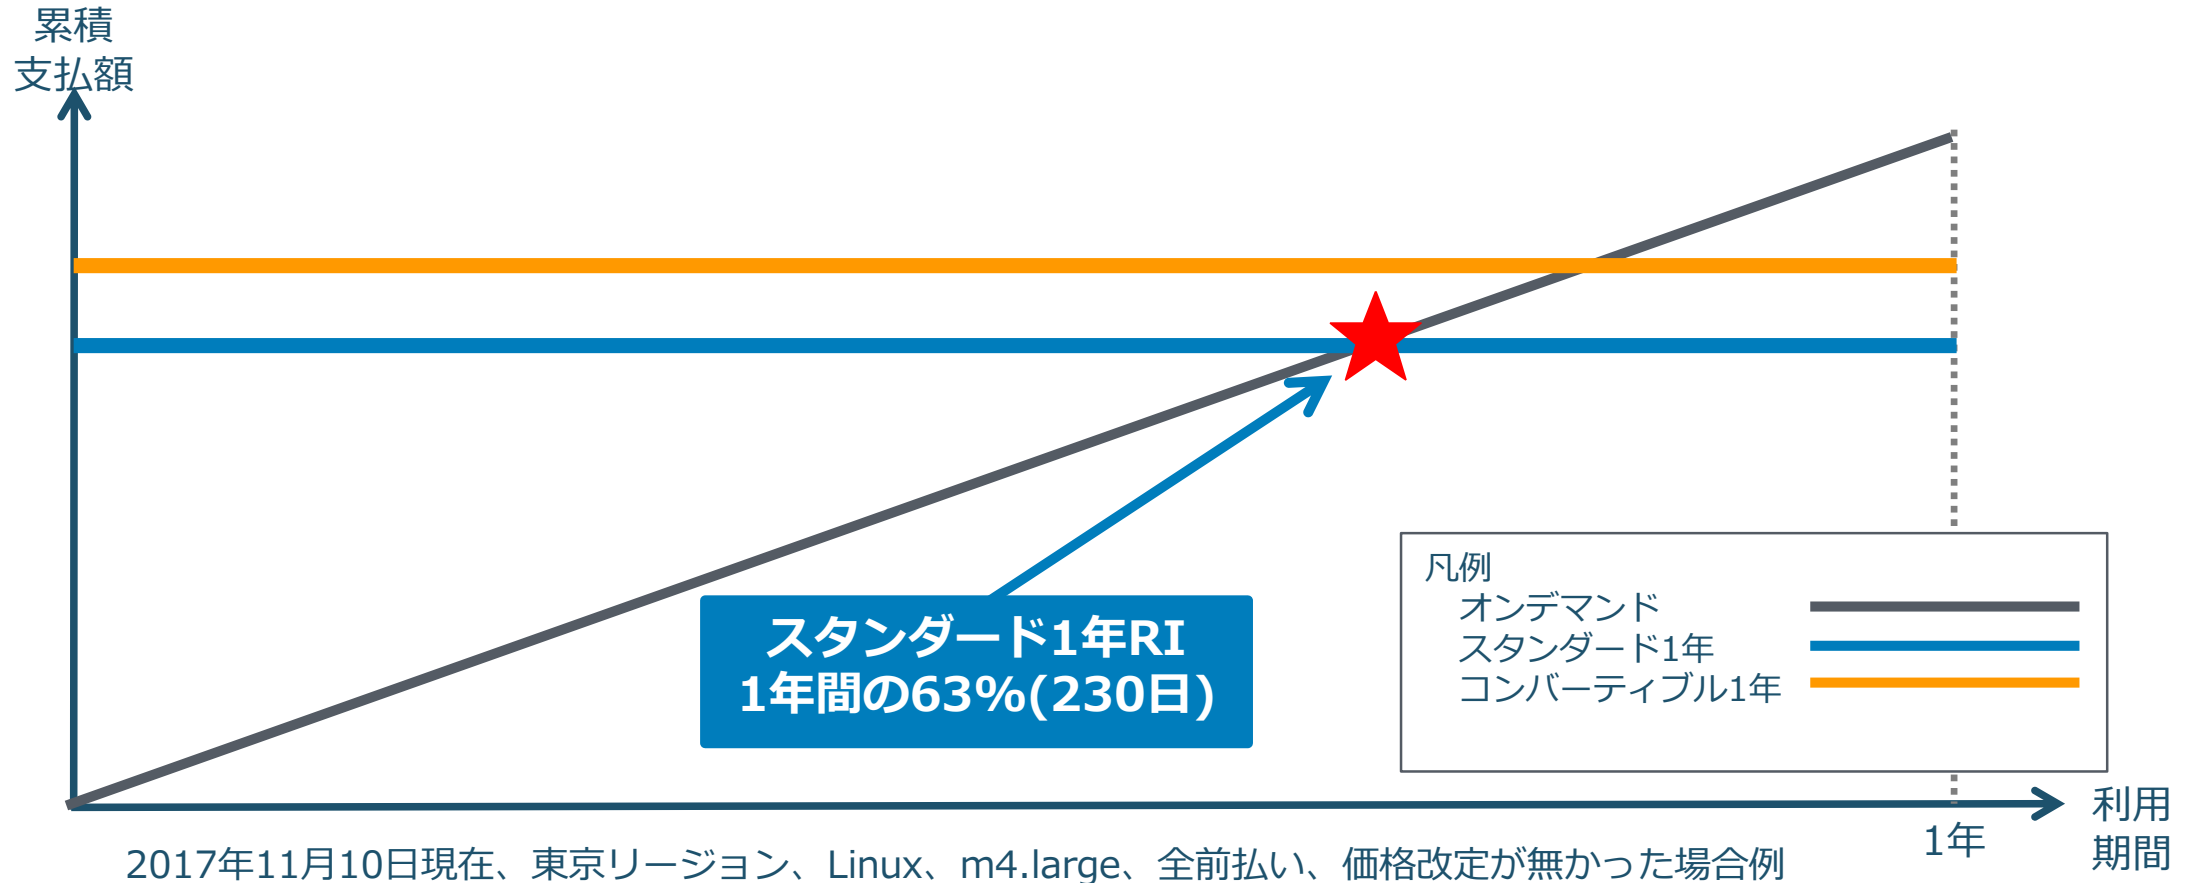 累積
支払額
スタンダード1年RI
1年間の63%(230日)
凡例
オンデマンド
スタンダード1年
コンバーティブル1年
1年
利用
期間
2017年11月10日現在、東京リージョン、Linux、m4.large、全前払い、価格改定が無かった場合例